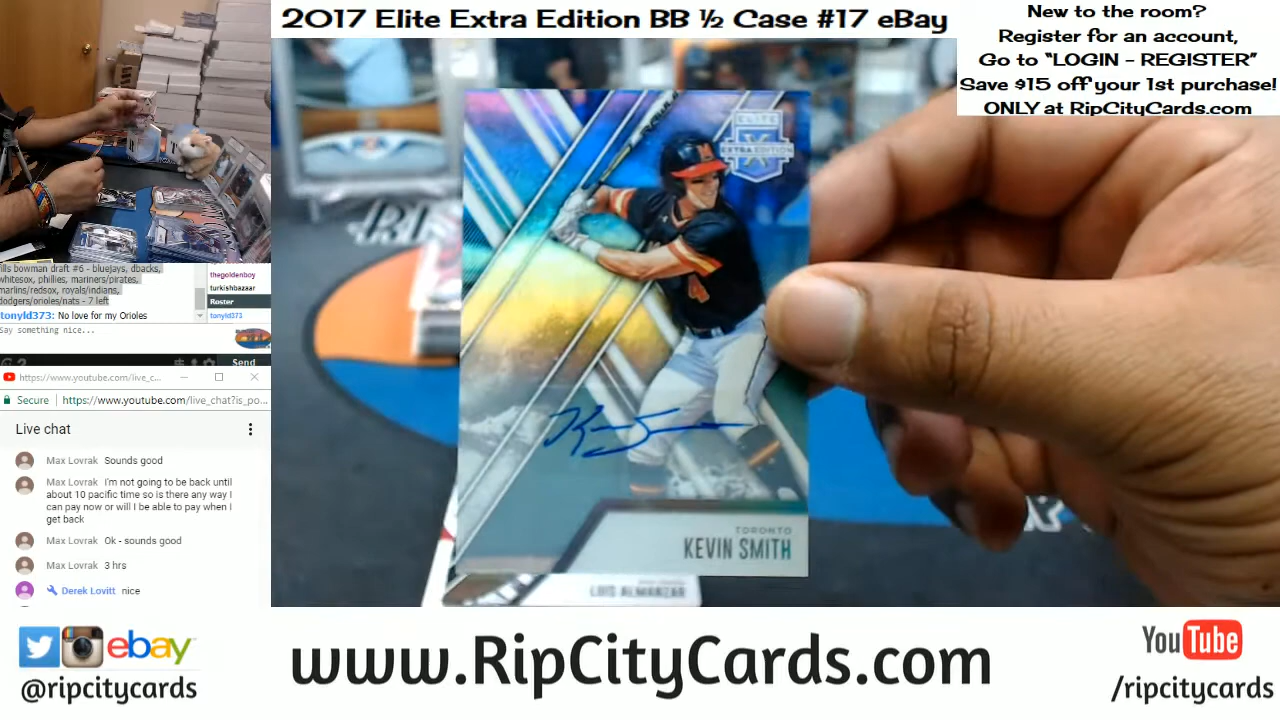 2017 Elite Extra Edition BB ½ Case #17 eBay
New to the room?
Register for an account,
Go to “LOGIN - REGISTER”
Save $15 off your 1st purchase!
ONLY at RipCityCards.com
ELITE
EXTRA EDITION
M
4
TORONTO
KEVIN SMITH
LUIS ALMANZAR
fills bowman draft #6 - bluejays, dbacks,
whitesox, phillies, mariners/pirates,
marlins/redsox, royals/indians,
dodgers/orioles/nats - 7 left
tonyld373: No love for my Orioles
Say something nice...
Send
thegoldenboy
turkishbazaar
Roster
tonyld373
https://www.youtube.com/live_c...
Secure https://www.youtube.com/live_chat?is_po...
Live chat
Max Lovrak Sounds good
Max Lovrak I'm not going to be back until
about 10 pacific time so is there any way I
can pay now or will I be able to pay when I
get back
Max Lovrak Ok - sounds good
Max Lovrak 3 hrs
Derek Lovitt nice
ebay
@ripcitycards
www.RipCityCards.com
YouTube
/ripcitycards